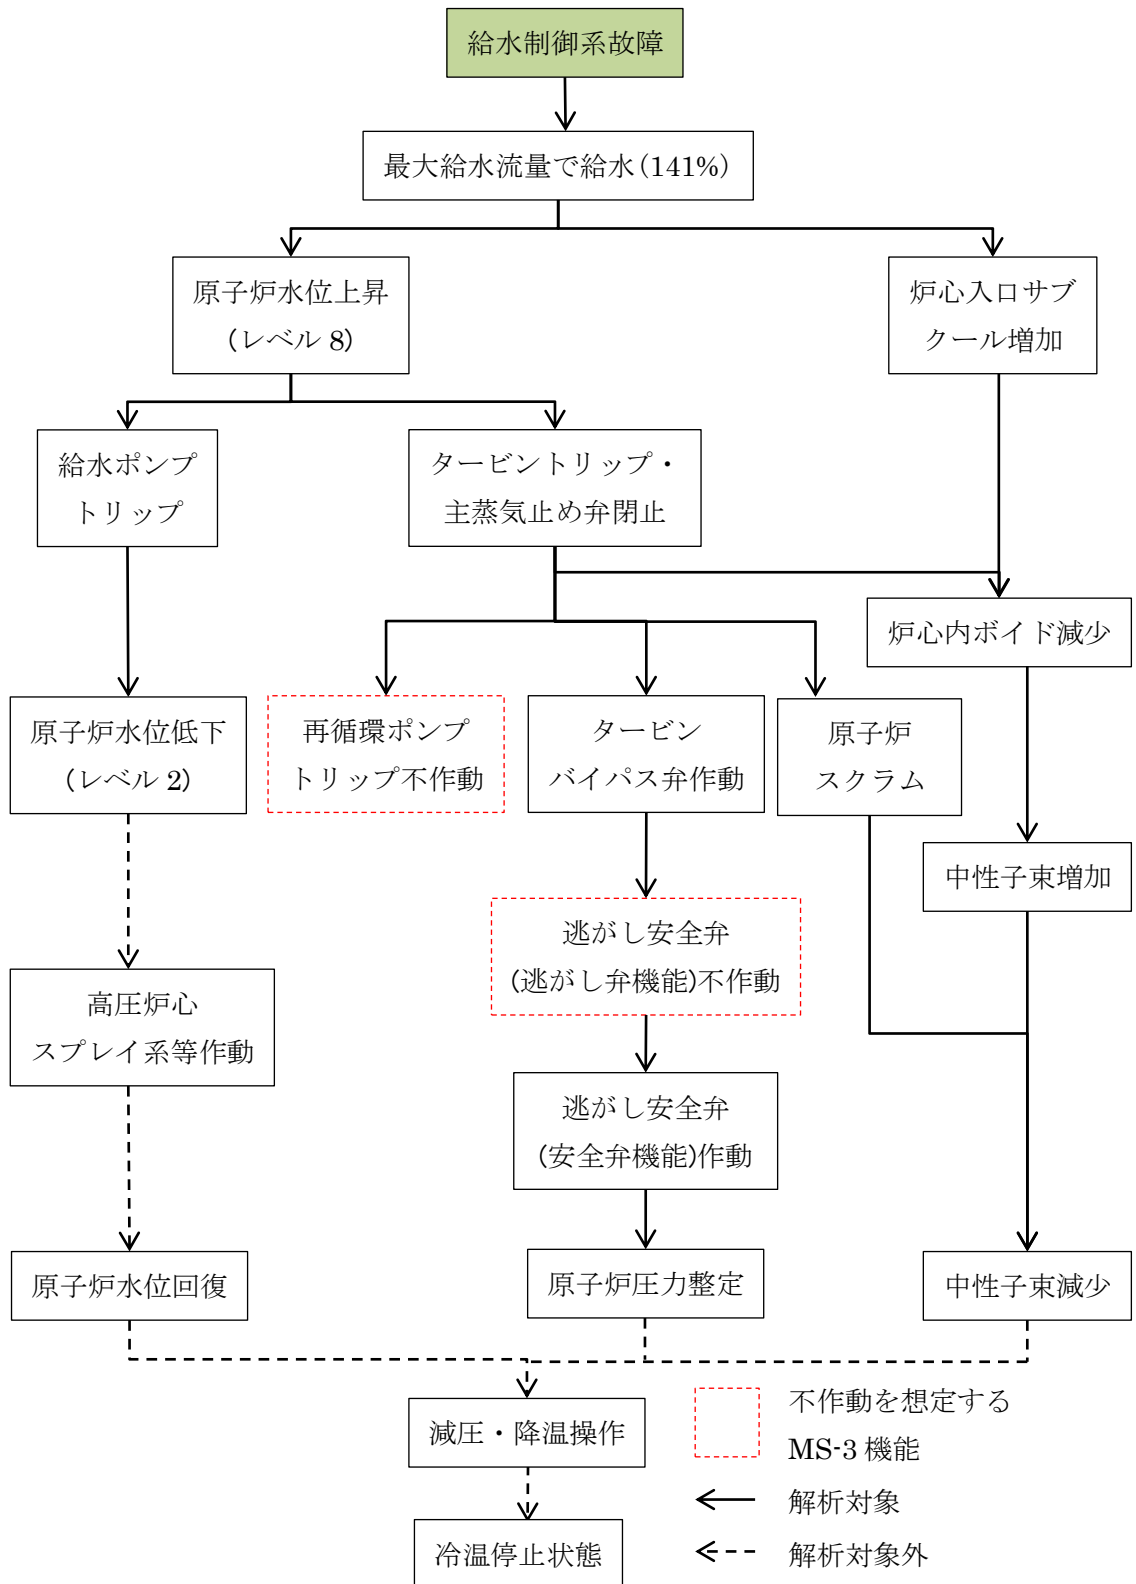 給水制御系故障
最大給水流量で給水(141%)
原子炉水位上昇
(レベル 8)
炉心入口サブ
クール増加
給水ポンプ
トリップ
タービントリップ・
主蒸気止め弁閉止
炉心内ボイド減少
原子炉水位低下
(レベル 2)
再循環ポンプ
トリップ不作動
タービン
バイパス弁作動
原子炉
スクラム
中性子束増加
逃がし安全弁
(逃がし弁機能)不作動
高圧炉心
スプレイ系等作動
逃がし安全弁
(安全弁機能)作動
原子炉水位回復
原子炉圧力整定
中性子束減少
減圧・降温操作
冷温停止状態
不作動を想定する
MS-3 機能
解析対象
解析対象外